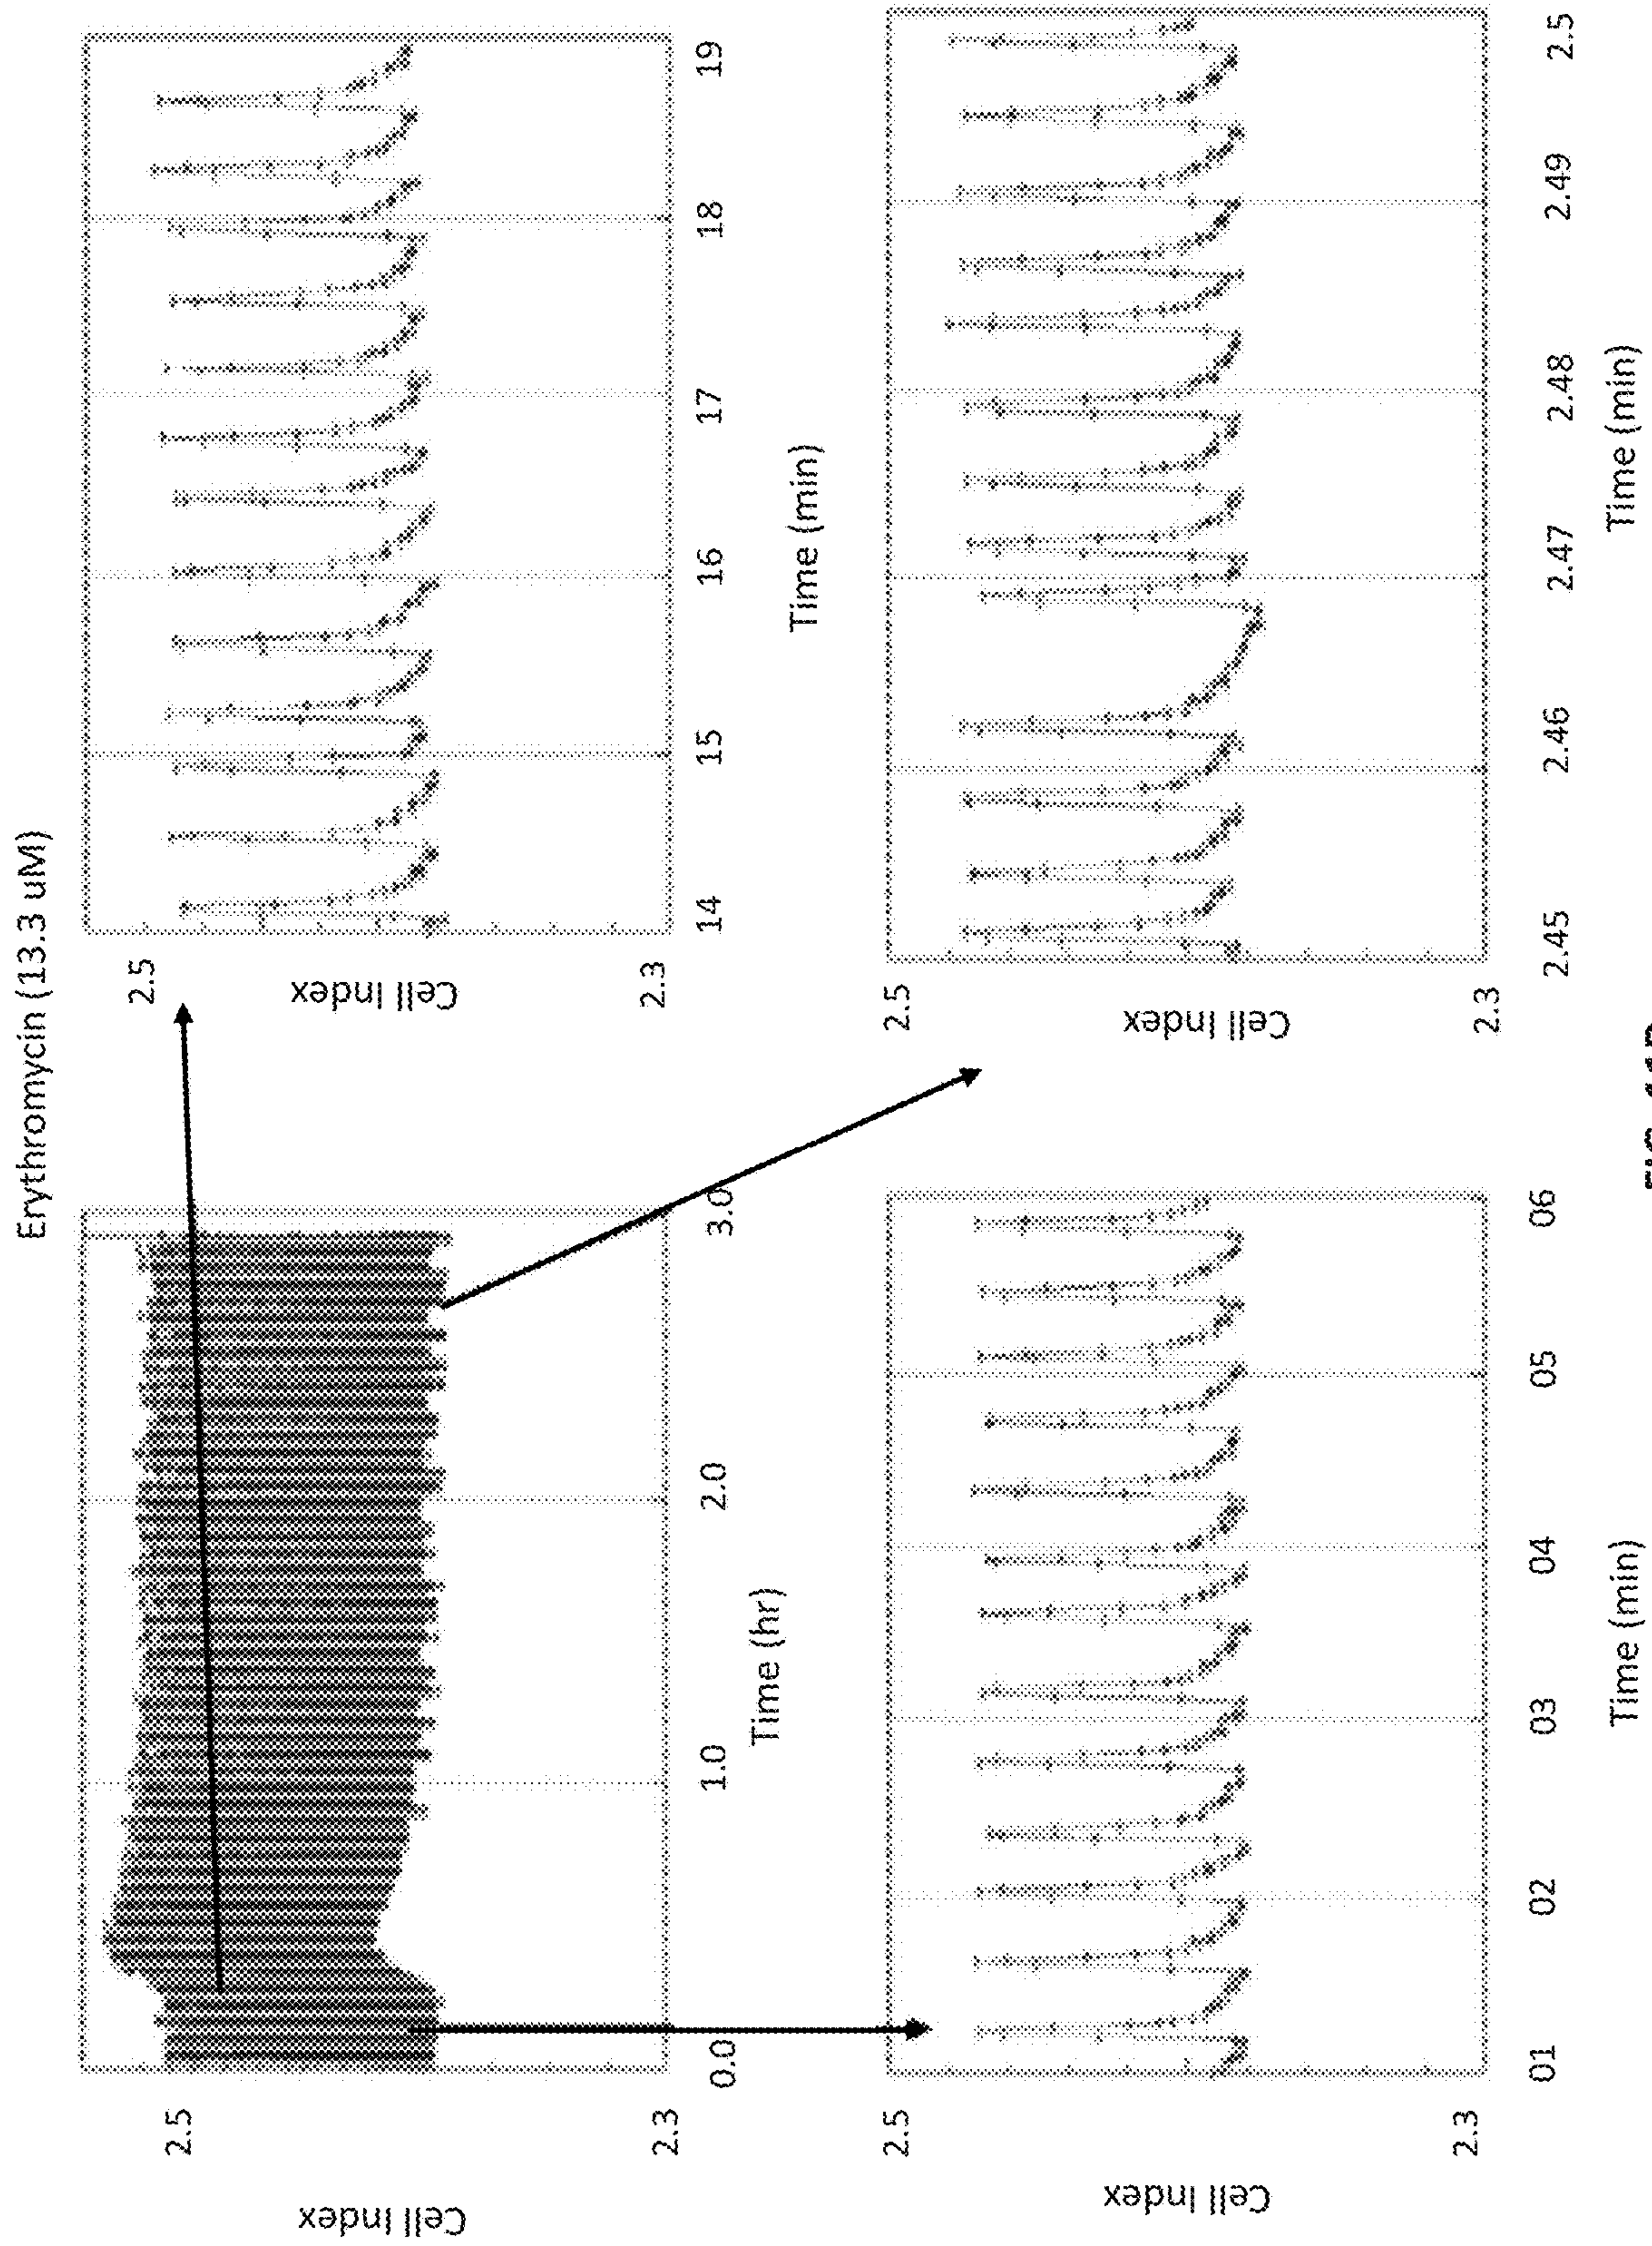 Erythromycin (13.3 uM)
Cell Index
2.5
2.3
0.0 1.0 2.0 3.0
Time (hr)
Cell Index
2.5
2.3
14 15 16 17 18 19
Time (min)
Cell Index
2.5
2.3
01 02 03 04 05 06
Time (min)
Cell Index
2.5
2.3
2.45 2.46 2.47 2.48 2.49 2.5
Time (min)